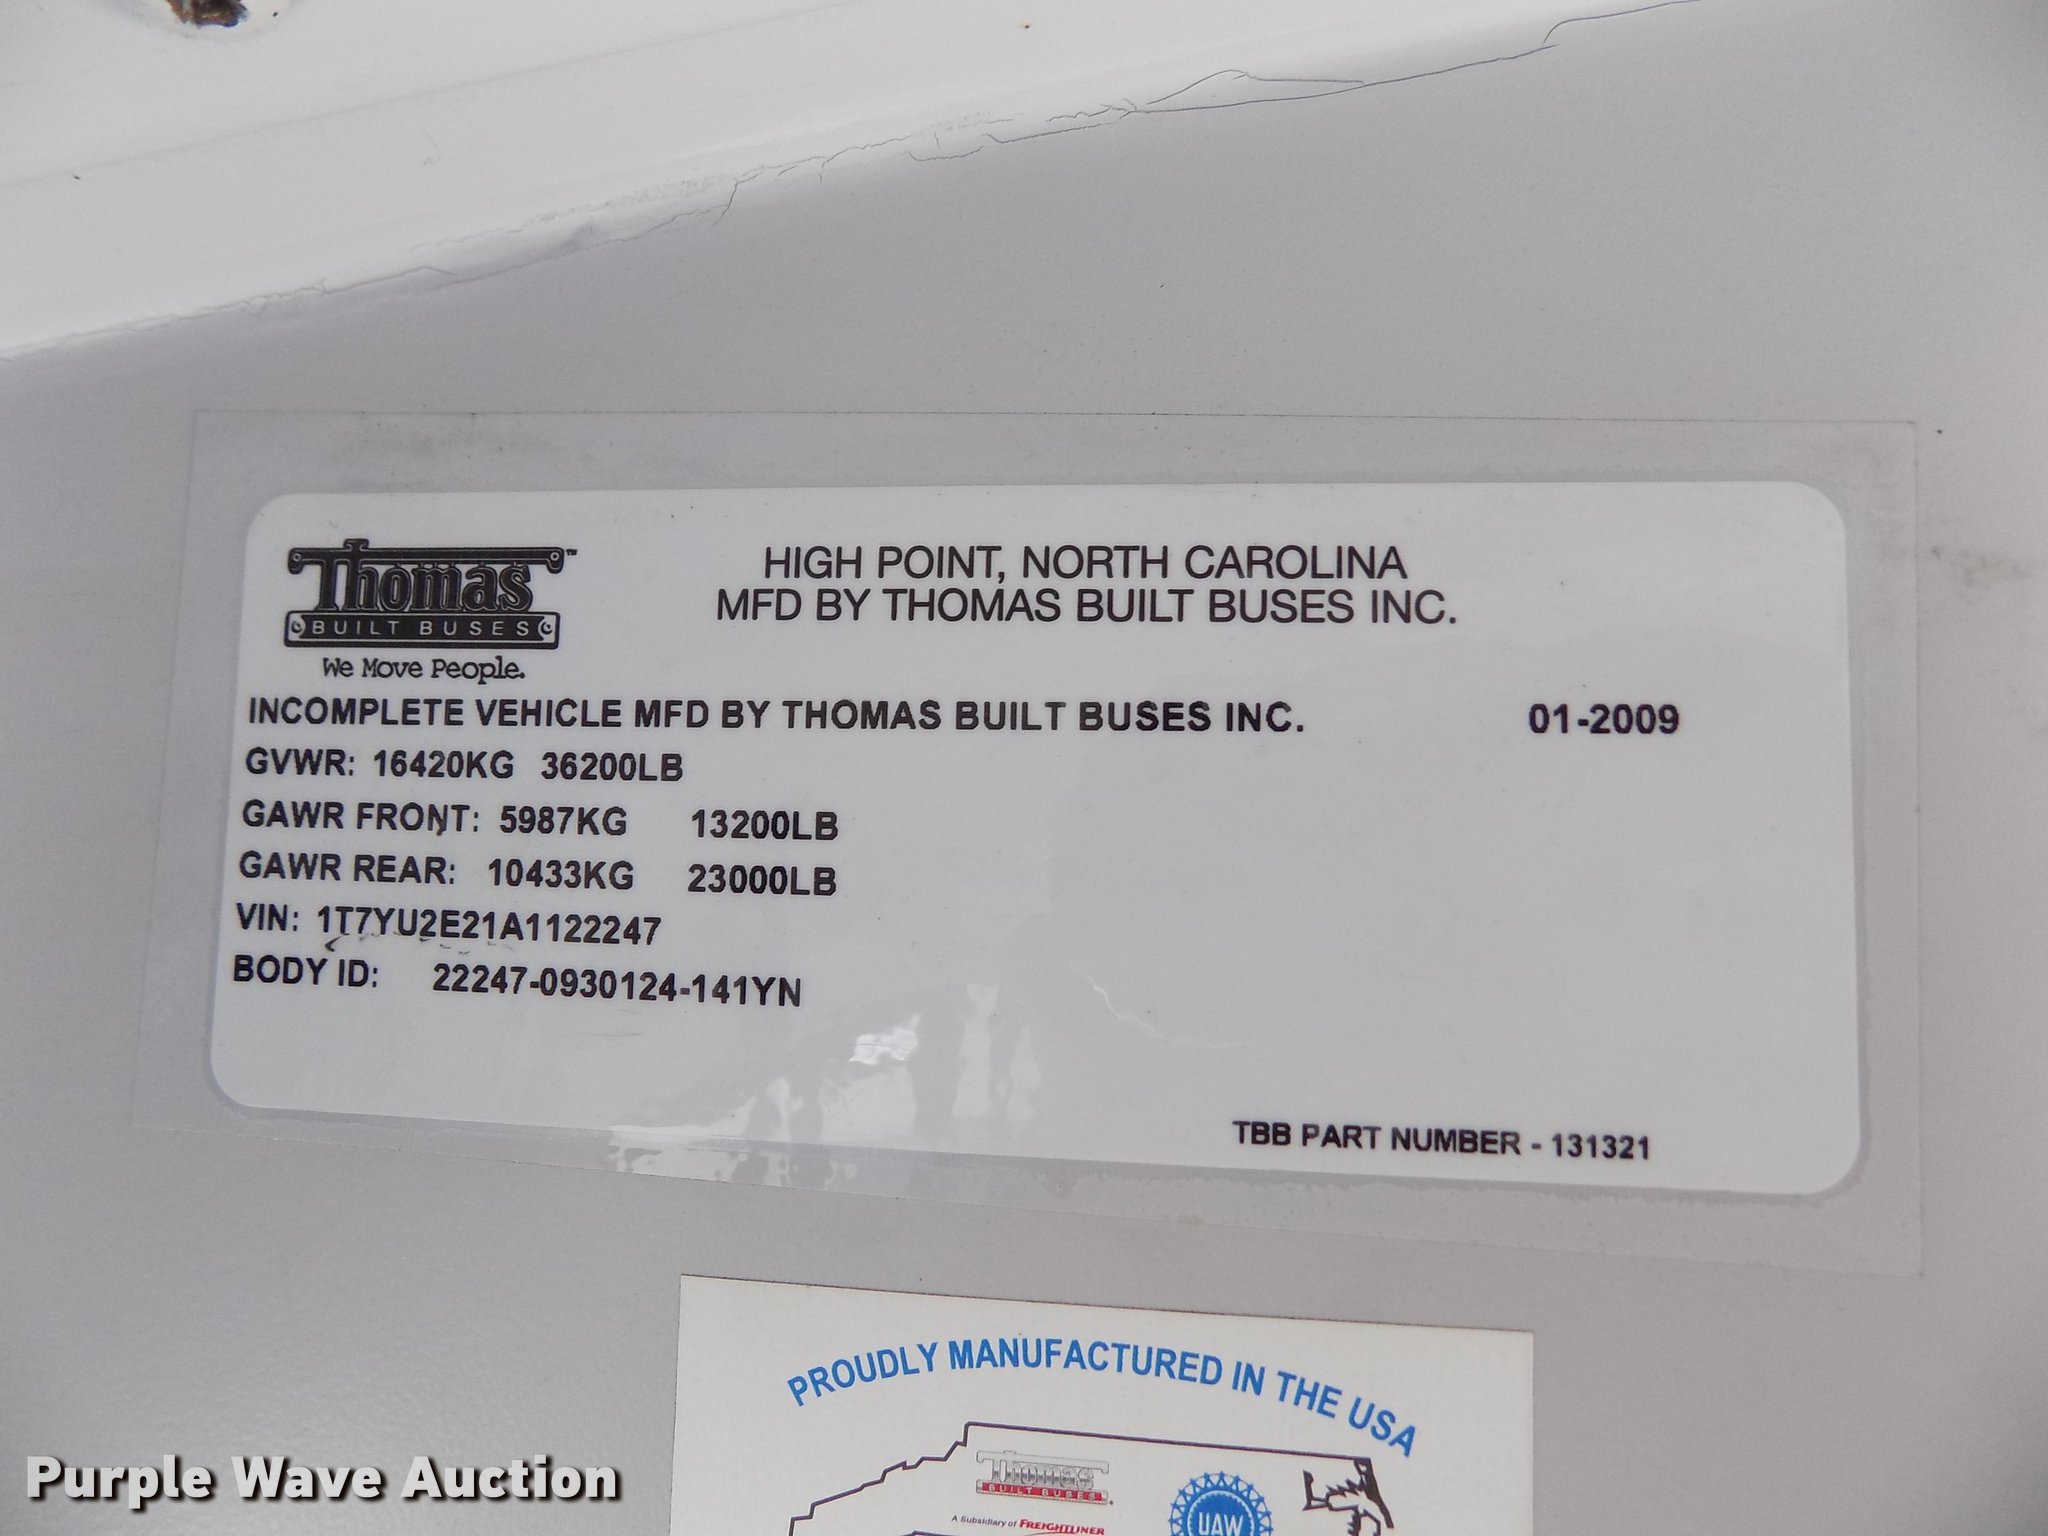 Thomas™
BUILT BUSES
We Move People.
HIGH POINT, NORTH CAROLINA
MFD BY THOMAS BUILT BUSES INC.
INCOMPLETE VEHICLE MFD BY THOMAS BUILT BUSES INC. 01-2009
GVWR: 16420KG 36200LB
GAWR FRONT: 5987KG 13200LB
GAWR REAR: 10433KG 23000LB
VIN: 1T7YU2E21A1122247
BODY ID: 22247-0930124-141YN
TBB PART NUMBER - 131321
PROUDLY MANUFACTURED IN THE USA
Thomas
BUILT BUSES
A Subsidiary of FREIGHTLINER
UAW
Purple Wave Auction